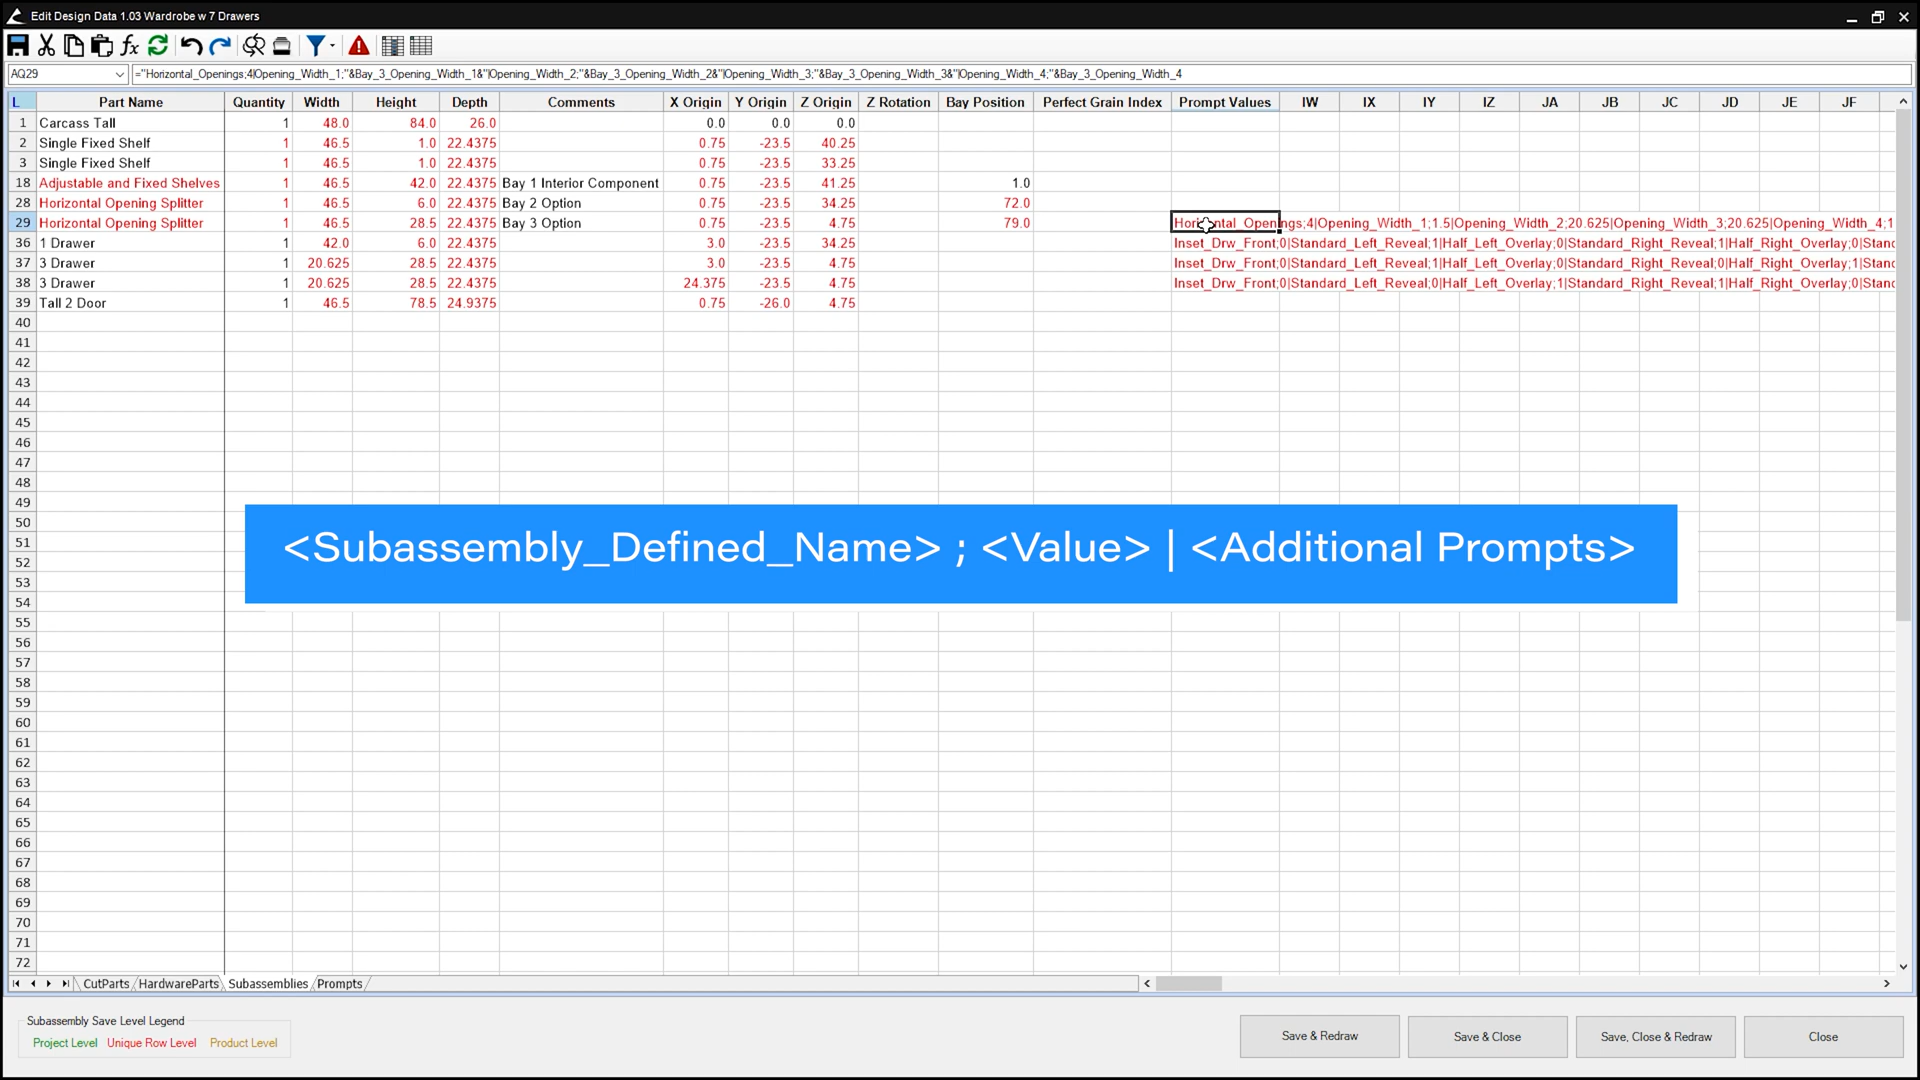 Edit Design Data 1.03 Wardrobe w 7 Drawers
AQ29 ="Horizontal_Openings;4|Opening_Width_1;"&Bay_3_Opening_Width_1&"|Opening_Width_2;"&Bay_3_Opening_Width_2&"|Opening_Width_3;"&Bay_3_Opening_Width_3&"|Opening_Width_4;"&Bay_3_Opening_Width_4
L Part Name Quantity Width Height Depth Comments X Origin Y Origin Z Origin Z Rotation Bay Position Perfect Grain Index Prompt Values IW IX IY IZ JA JB JC JD JE JF
1 Carcass Tall 1 48.0 84.0 26.0 0.0 0.0 0.0
2 Single Fixed Shelf 1 46.5 1.0 22.4375 0.75 -23.5 40.25
3 Single Fixed Shelf 1 46.5 1.0 22.4375 0.75 -23.5 33.25
18 Adjustable and Fixed Shelves 1 46.5 42.0 22.4375 Bay 1 Interior Component 0.75 -23.5 41.25 1.0
28 Horizontal Opening Splitter 1 46.5 6.0 22.4375 Bay 2 Option 0.75 -23.5 34.25 72.0
29 Horizontal Opening Splitter 1 46.5 28.5 22.4375 Bay 3 Option 0.75 -23.5 4.75 79.0 Horizontal_Openings;4|Opening_Width_1;1.5|Opening_Width_2;20.625|Opening_Width_3;20.625|Opening_Width_4;1
36 1 Drawer 1 42.0 6.0 22.4375 3.0 -23.5 34.25 Inset_Drw_Front;0|Standard_Left_Reveal;1|Half_Left_Overlay;0|Standard_Right_Reveal;1|Half_Right_Overlay;0|Stand
37 3 Drawer 1 20.625 28.5 22.4375 3.0 -23.5 4.75 Inset_Drw_Front;0|Standard_Left_Reveal;1|Half_Left_Overlay;0|Standard_Right_Reveal;0|Half_Right_Overlay;1|Stand
38 3 Drawer 1 20.625 28.5 22.4375 24.375 -23.5 4.75 Inset_Drw_Front;0|Standard_Left_Reveal;0|Half_Left_Overlay;1|Standard_Right_Reveal;1|Half_Right_Overlay;0|Stand
39 Tall 2 Door 1 46.5 78.5 24.9375 0.75 -26.0 4.75
40
41
42
43
44
45
46
47
48
49
50
51
<Subassembly_Defined_Name> ; <Value> | <Additional Prompts>
52
53
54
55
56
57
58
59
60
61
62
63
64
65
66
67
68
69
70
71
72
CutParts HardwareParts Subassemblies Prompts
Subassembly Save Level Legend
Project Level Unique Row Level Product Level
Save & Redraw Save & Close Save, Close & Redraw Close